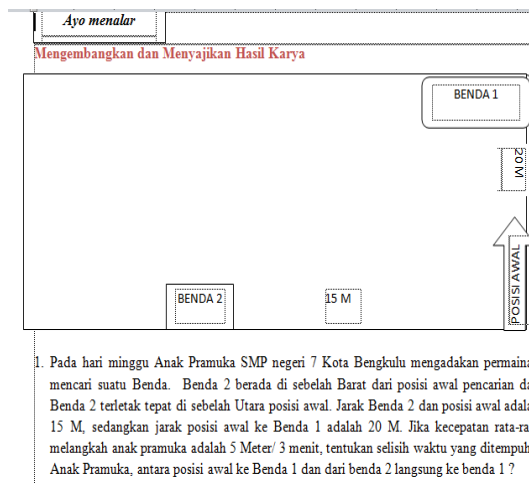 Ayo menalar
Mengembangkan dan Menyajikan Hasil Karya
BENDA 1
20 M
POSISI AWAL
BENDA 2
15 M
1. Pada hari minggu Anak Pramuka SMP negeri 7 Kota Bengkulu mengadakan permaina
mencari suatu Benda. Benda 2 berada di sebelah Barat dari posisi awal pencarian da
Benda 2 terletak tepat di sebelah Utara posisi awal. Jarak Benda 2 dan posisi awal adala
15 M, sedangkan jarak posisi awal ke Benda 1 adalah 20 M. Jika kecepatan rata-ra
melangkah anak pramuka adalah 5 Meter/ 3 menit, tentukan selisih waktu yang ditempuh
Anak Pramuka, antara posisi awal ke Benda 1 dan dari benda 2 langsung ke benda 1 ?